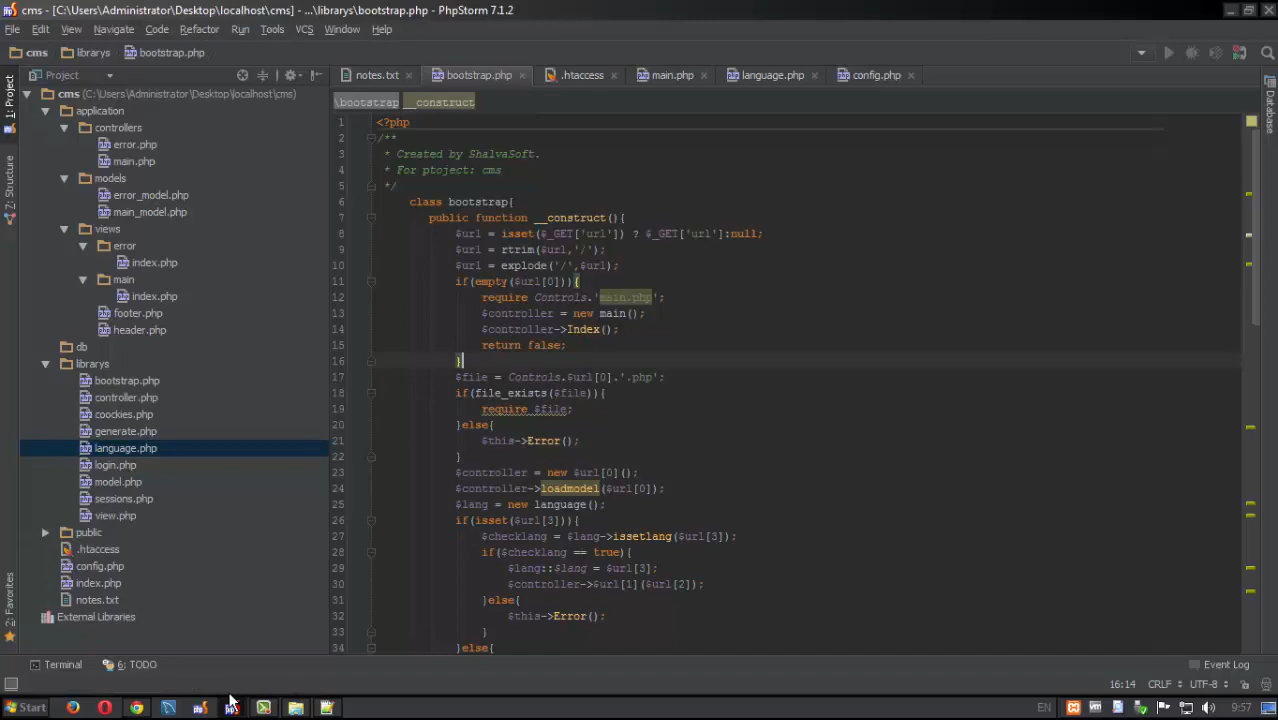 cms - [C:\Users\Administrator\Desktop\localhost\cms] - ...\librarys\bootstrap.php - PhpStorm 7.1.2
File Edit View Navigate Code Refactor Run Tools VCS Window Help
cms librarys bootstrap.php
Project
notes.txt bootstrap.php .htaccess main.php language.php config.php
1: Project
7: Structure
2: Favorites
Database
cms (C:\Users\Administrator\Desktop\localhost\cms)
application
controllers
error.php
main.php
models
error_model.php
main_model.php
views
error
index.php
main
index.php
footer.php
header.php
db
librarys
bootstrap.php
controller.php
coockies.php
generate.php
language.php
login.php
model.php
sessions.php
view.php
public
.htaccess
config.php
index.php
notes.txt
External Libraries
\bootstrap __construct
1 <?php
2 /**
3 * Created by ShalvaSoft.
4 * For ptoject: cms
5 */
6 class bootstrap{
7 public function __construct(){
8 $url = isset($_GET['url']) ? $_GET['url']:null;
9 $url = rtrim($url,'/');
10 $url = explode('/',$url);
11 if(empty($url[0])){
12 require Controls.'main.php';
13 $controller = new main();
14 $controller->Index();
15 return false;
16 }
17 $file = Controls.$url[0].'.php';
18 if(file_exists($file)){
19 require $file;
20 }else{
21 $this->Error();
22 }
23 $controller = new $url[0]();
24 $controller->loadmodel($url[0]);
25 $lang = new language();
26 if(isset($url[3])){
27 $checklang = $lang->issetlang($url[3]);
28 if($checklang == true){
29 $lang::$lang = $url[3];
30 $controller->$url[1]($url[2]);
31 }else{
32 $this->Error();
33 }
34 }else{
Terminal 6: TODO Event Log
16:14 CRLF UTF-8
Start EN 9:57